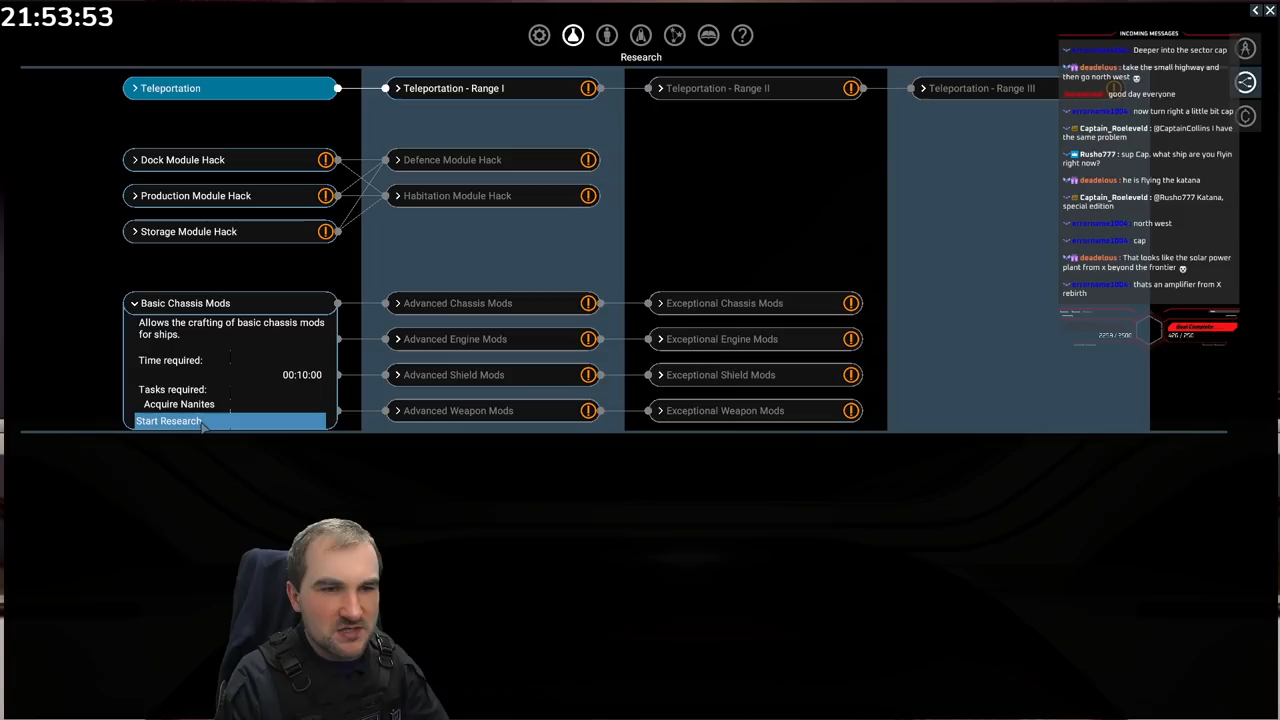 21:53:53
Research
Teleportation
Teleportation - Range I
Teleportation - Range II
Teleportation - Range III
Dock Module Hack
Defence Module Hack
Production Module Hack
Habitation Module Hack
Storage Module Hack
Basic Chassis Mods
Advanced Chassis Mods
Exceptional Chassis Mods
Allows the crafting of basic chassis mods
for ships.
Advanced Engine Mods
Exceptional Engine Mods
Time required:
00:10:00
Advanced Shield Mods
Exceptional Shield Mods
Tasks required:
Acquire Nanites
Advanced Weapon Mods
Exceptional Weapon Mods
Start Research
INCOMING MESSAGES
errorname1004: Deeper into the sector cap
deadelous : take the small highway and
then go north west
good day everyone
errorname1004: now turn right a little bit cap
Captain_Roeleveld : @CaptainCollins I have
the same problem
Rusho777 : sup Cap, what ship are you flyin
right now?
deadelous : he is flying the katana
Captain_Roeleveld : @Rusho777 Katana,
special edition
errorname1004: north west
errorname1004: cap
deadelous : That looks like the solar power
plant from x beyond the frontier
errorname1004: thats an amplifier from X
rebirth